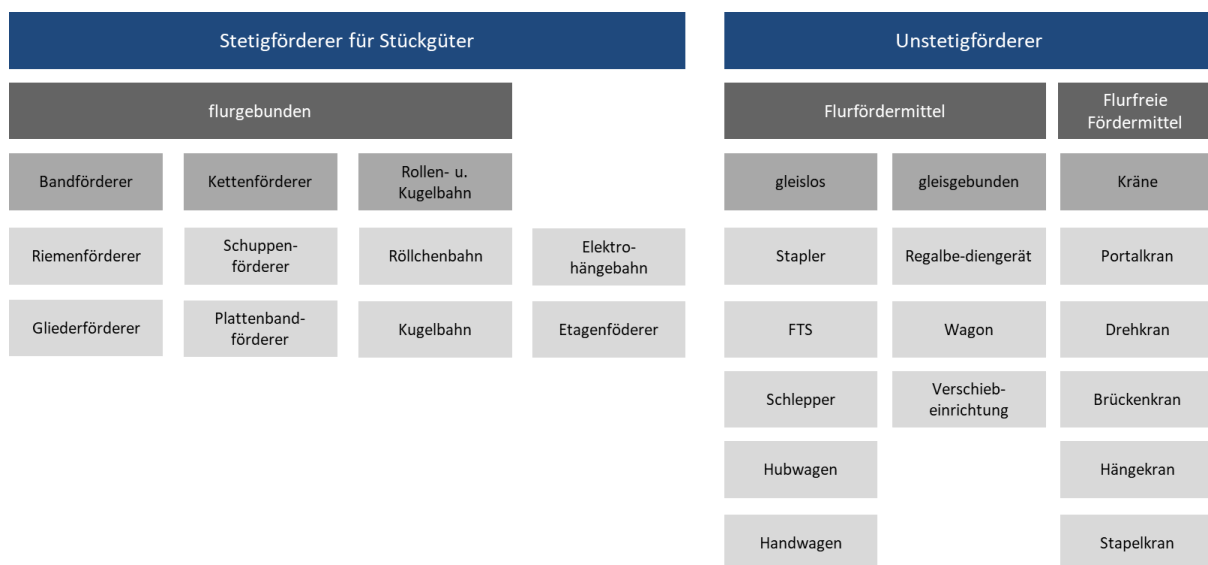 Stetigförderer für Stückgüter
Unstetigförderer
flurgebunden
Flurfördermittel
Flurfreie
Fördermittel
Bandförderer
Kettenförderer
Rollen- u.
Kugelbahn
gleislos
gleisgebunden
Kräne
Riemenförderer
Schuppen-
förderer
Röllchenbahn
Elektro-
hängebahn
Stapler
Regalbe-diengerät
Portalkran
Gliederförderer
Plattenband-
förderer
Kugelbahn
Etagenföderer
FTS
Wagon
Drehkran
Schlepper
Verschieb-
einrichtung
Brückenkran
Hubwagen
Hängekran
Handwagen
Stapelkran